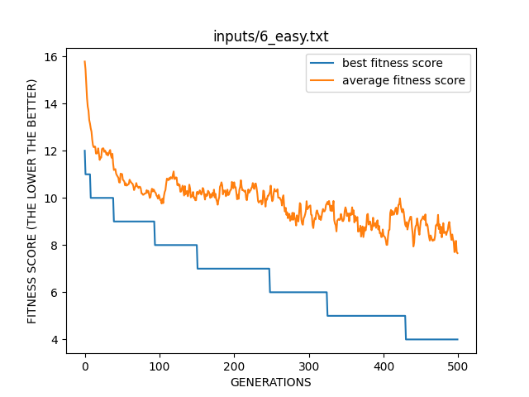 inputs/6_easy.txt
best fitness score
average fitness score
FITNESS SCORE (THE LOWER THE BETTER)
16
14
12
10
8
6
4
0 100 200 300 400 500
GENERATIONS